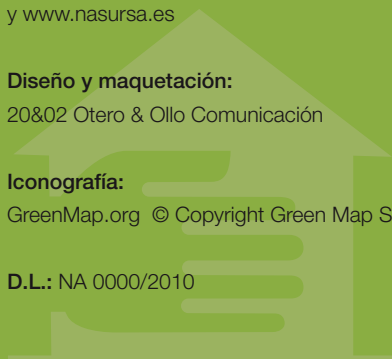 y www.nasursa.es
Diseño y maquetación:
20&02 Otero & Ollo Comunicación
Iconografía:
GreenMap.org © Copyright Green Map S
D.L.: NA 0000/2010